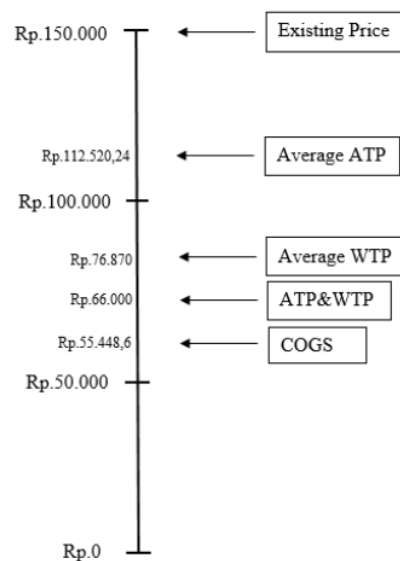 Rp.150.000
Existing Price
Rp.112.520,24
Average ATP
Rp.100.000
Rp.76.870
Average WTP
Rp.66.000
ATP&WTP
Rp.55.448,6
COGS
Rp.50.000
Rp.0